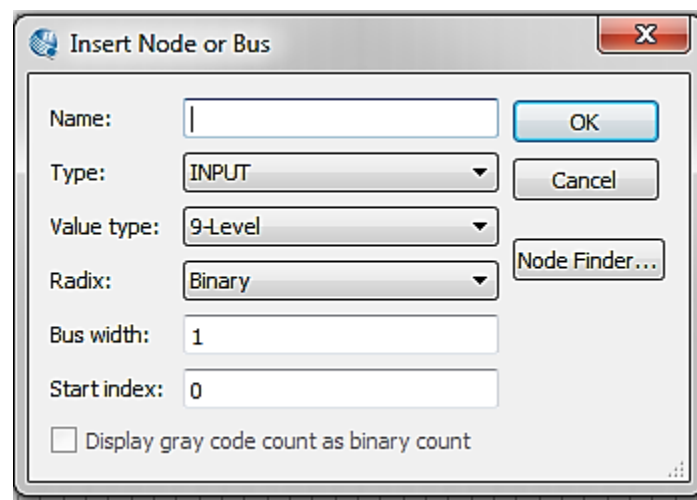 Insert Node or Bus
Name:
OK
Type: INPUT
Cancel
Value type: 9-Level
Node Finder...
Radix: Binary
Bus width: 1
Start index: 0
Display gray code count as binary count